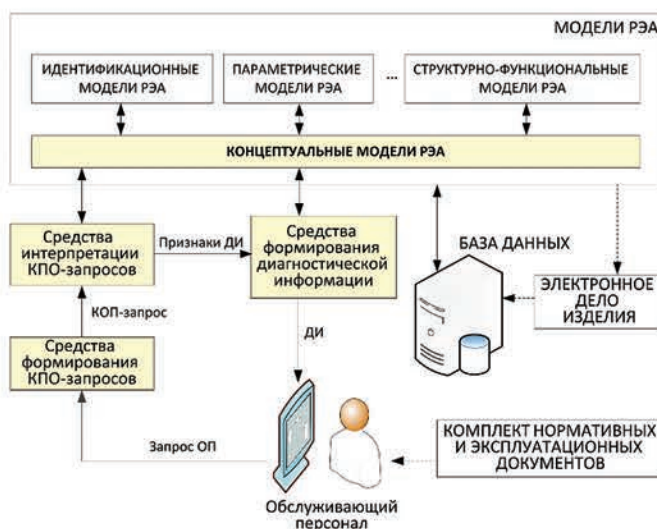 МОДЕЛИ РЭА
ИДЕНТИФИКАЦИОННЫЕ
МОДЕЛИ РЭА
ПАРАМЕТРИЧЕСКИЕ
МОДЕЛИ РЭА
...
СТРУКТУРНО-ФУНКЦИОНАЛЬНЫЕ
МОДЕЛИ РЭА
КОНЦЕПТУАЛЬНЫЕ МОДЕЛИ РЭА
Средства
интерпретации
КПО-запросов
Признаки ДИ
Средства
формирования
диагностической
информации
БАЗА ДАННЫХ
ЭЛЕКТРОННОЕ
ДЕЛО
ИЗДЕЛИЯ
КОП-запрос
Средства
формирования
КПО-запросов
ДИ
Запрос ОП
КОМПЛЕКТ НОРМАТИВНЫХ
И ЭКСПЛУАТАЦИОННЫХ
ДОКУМЕНТОВ
Обслуживающий
персонал